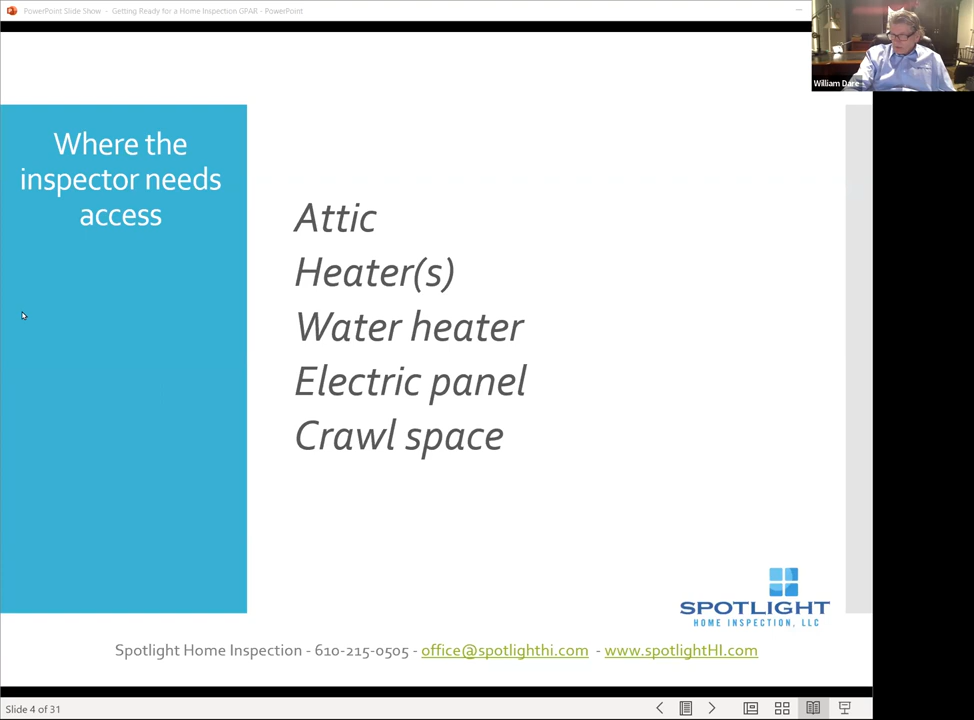 PowerPoint Slide Show - Getting Ready for a Home Inspection GPAR - PowerPoint
William Dare
Where the
inspector needs
access
Attic
Heater(s)
Water heater
Electric panel
Crawl space
SPOTLIGHT
HOME INSPECTION, LLC
Spotlight Home Inspection - 610-215-0505 - office@spotlighthi.com - www.spotlightHI.com
Slide 4 of 31